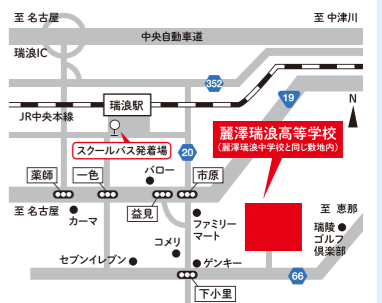 至 名古屋
至 中津川
中央自動車道
瑞浪IC
352
19
瑞浪駅
JR中央本線
N
スクールバス発着場
麗澤瑞浪高等学校
(麗澤瑞浪中学校と同じ敷地内)
20
バロー
薬師
一色
市原
益見
至 名古屋
カーマ
ファミリー
マート
至 恵那
瑞陵
ゴルフ
倶楽部
コメリ
セブンイレブン
ゲンキー
66
下小里